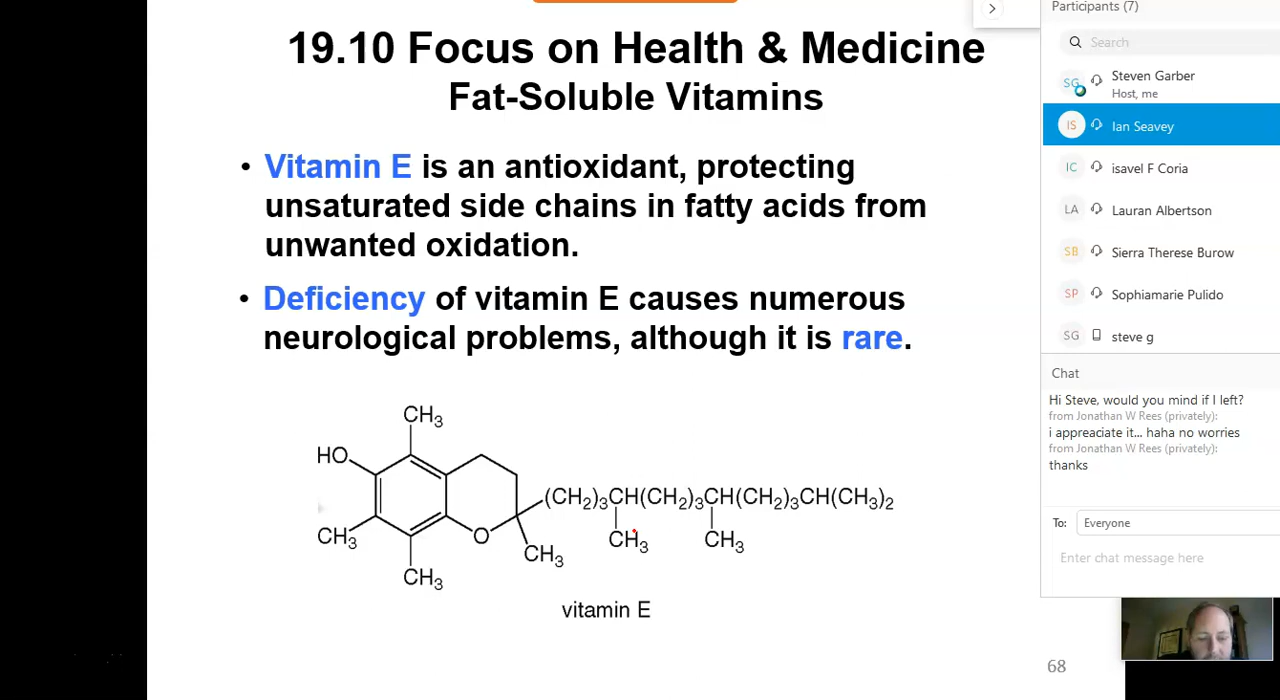 19.10 Focus on Health & Medicine
Fat-Soluble Vitamins
• Vitamin E is an antioxidant, protecting
unsaturated side chains in fatty acids from
unwanted oxidation.
• Deficiency of vitamin E causes numerous
neurological problems, although it is rare.
CH3
HO
(CH2)3CH(CH2)3CH(CH2)3CH(CH3)2
CH3
O
CH3
CH3
CH3
CH3
vitamin E
68
Participants (7)
Search
SG
Steven Garber
Host, me
IS Ian Seavey
IC isavel F Coria
LA Lauran Albertson
SB Sierra Therese Burow
SP Sophiamarie Pulido
SG steve g
Chat
Hi Steve, would you mind if I left?
from Jonathan W Rees (privately):
i appreaciate it... haha no worries
from Jonathan W Rees (privately):
thanks
To: Everyone
Enter chat message here